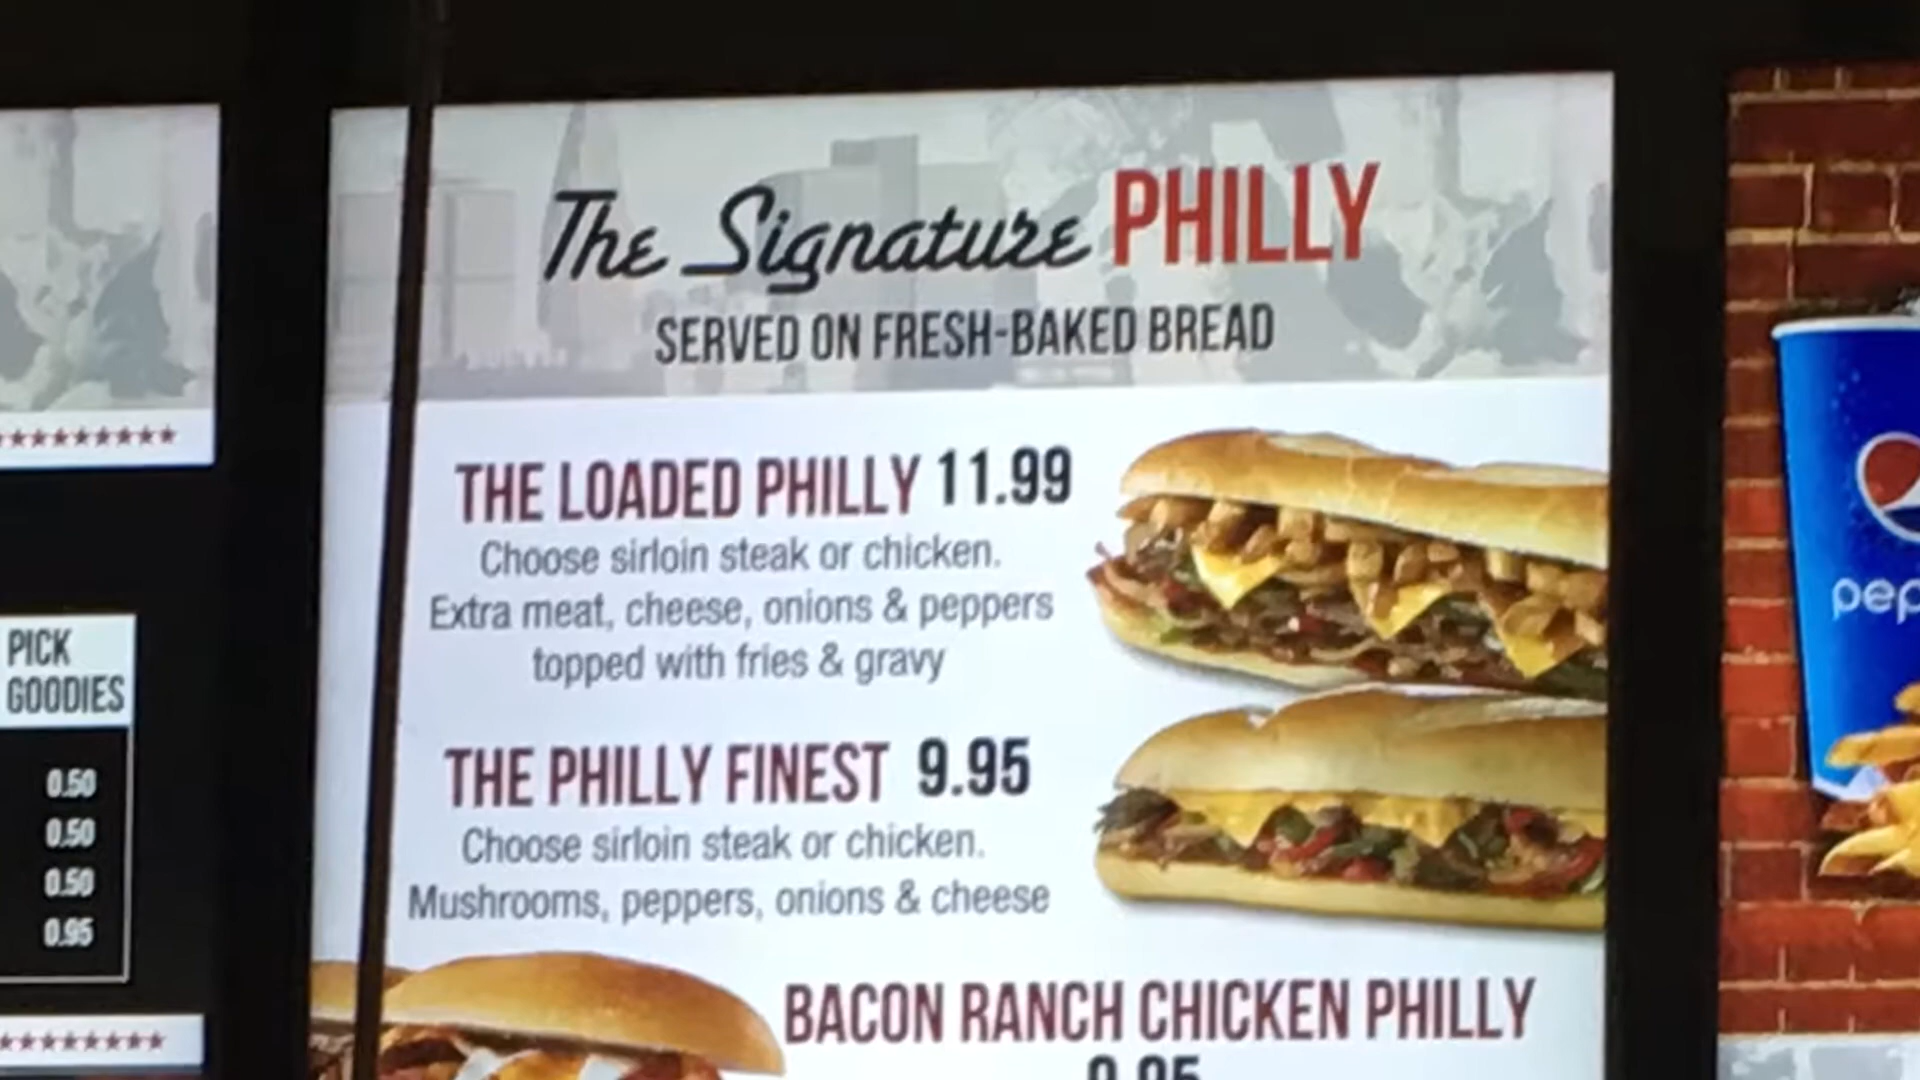 The Signature PHILLY
SERVED ON FRESH-BAKED BREAD
THE LOADED PHILLY 11.99
Choose sirloin steak or chicken.
Extra meat, cheese, onions & peppers
topped with fries & gravy
THE PHILLY FINEST 9.95
Choose sirloin steak or chicken.
Mushrooms, peppers, onions & cheese
BACON RANCH CHICKEN PHILLY
PICK
GOODIES
0.50
0.50
0.50
0.95